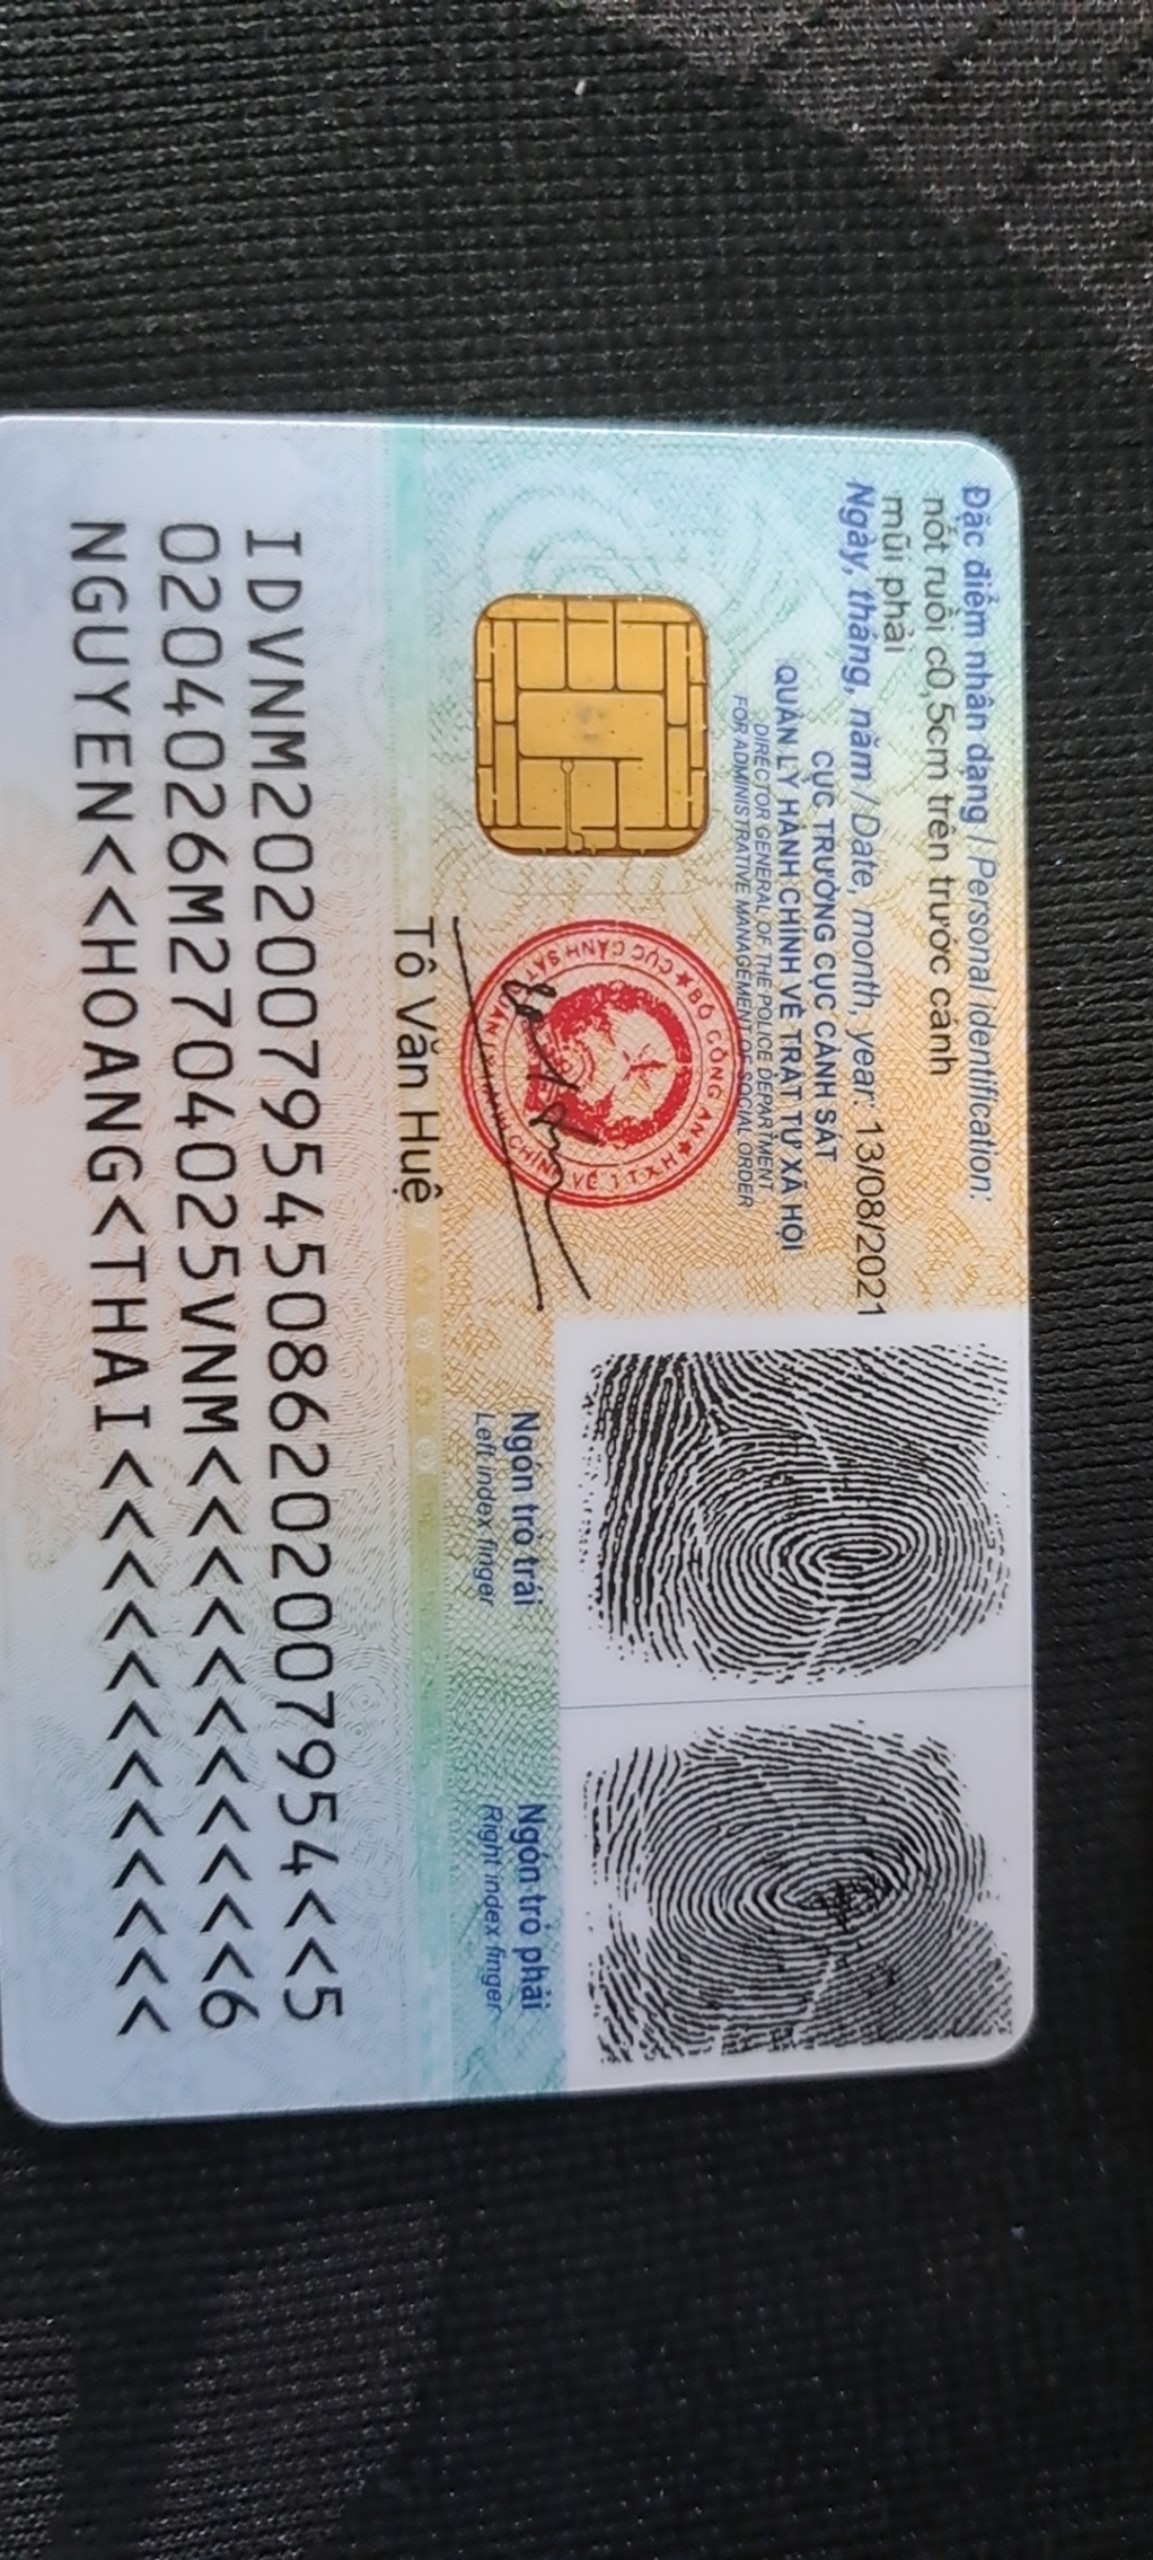 Đặc điểm nhân dạng / Personal identification:
nốt ruồi c0,5cm trên trước cánh
mũi phải
Ngày, tháng, năm / Date, month, year: 13/08/2021
CỤC TRƯỞNG CỤC CẢNH SÁT
QUẢN LÝ HÀNH CHÍNH VỀ TRẬT TỰ XÃ HỘI
DIRECTOR GENERAL OF THE POLICE DEPARTMENT
FOR ADMINISTRATIVE MANAGEMENT OF SOCIAL ORDER
BỘ CÔNG AN
CỤC CẢNH SÁT QUẢN LÝ HÀNH CHÍNH VỀ TTXH
Tô Văn Huệ
Ngón trỏ trái
Left index finger
Ngón trỏ phải
Right index finger
IDVNM2020079545086202007954<<5
0204026M2704025VNM<<<<<<<<<<<6
NGUYEN<<HOANG<THAI<<<<<<<<<<<<